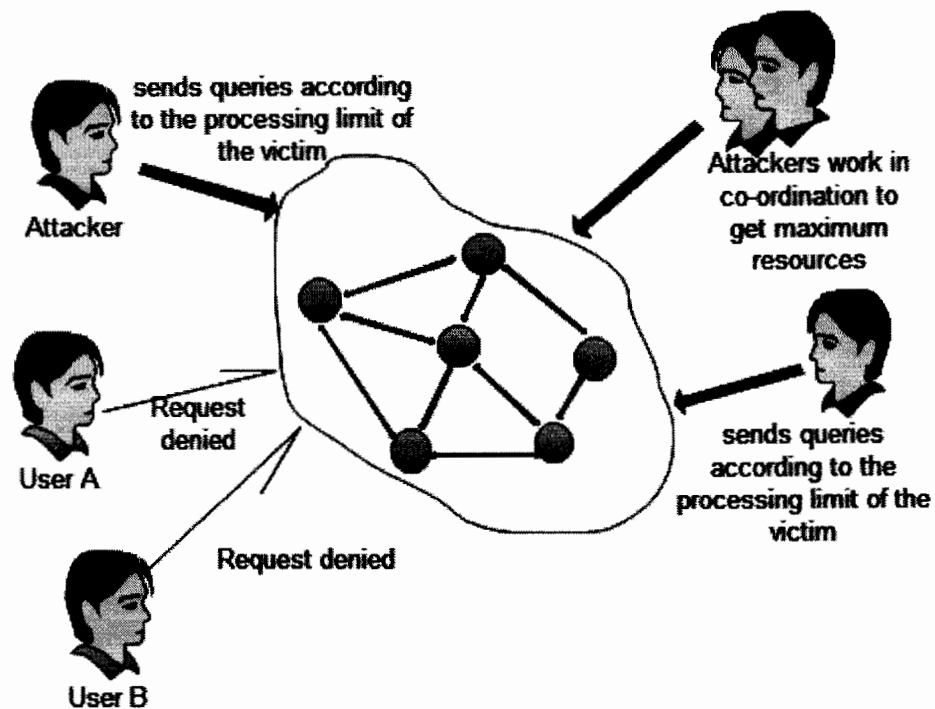 sends queries according
to the processing limit of
the victim
Attacker
Attackers work in
co-ordination to
get maximum
resources
Request
denied
User A
sends queries
according to the
processing limit of the
victim
Request denied
User B